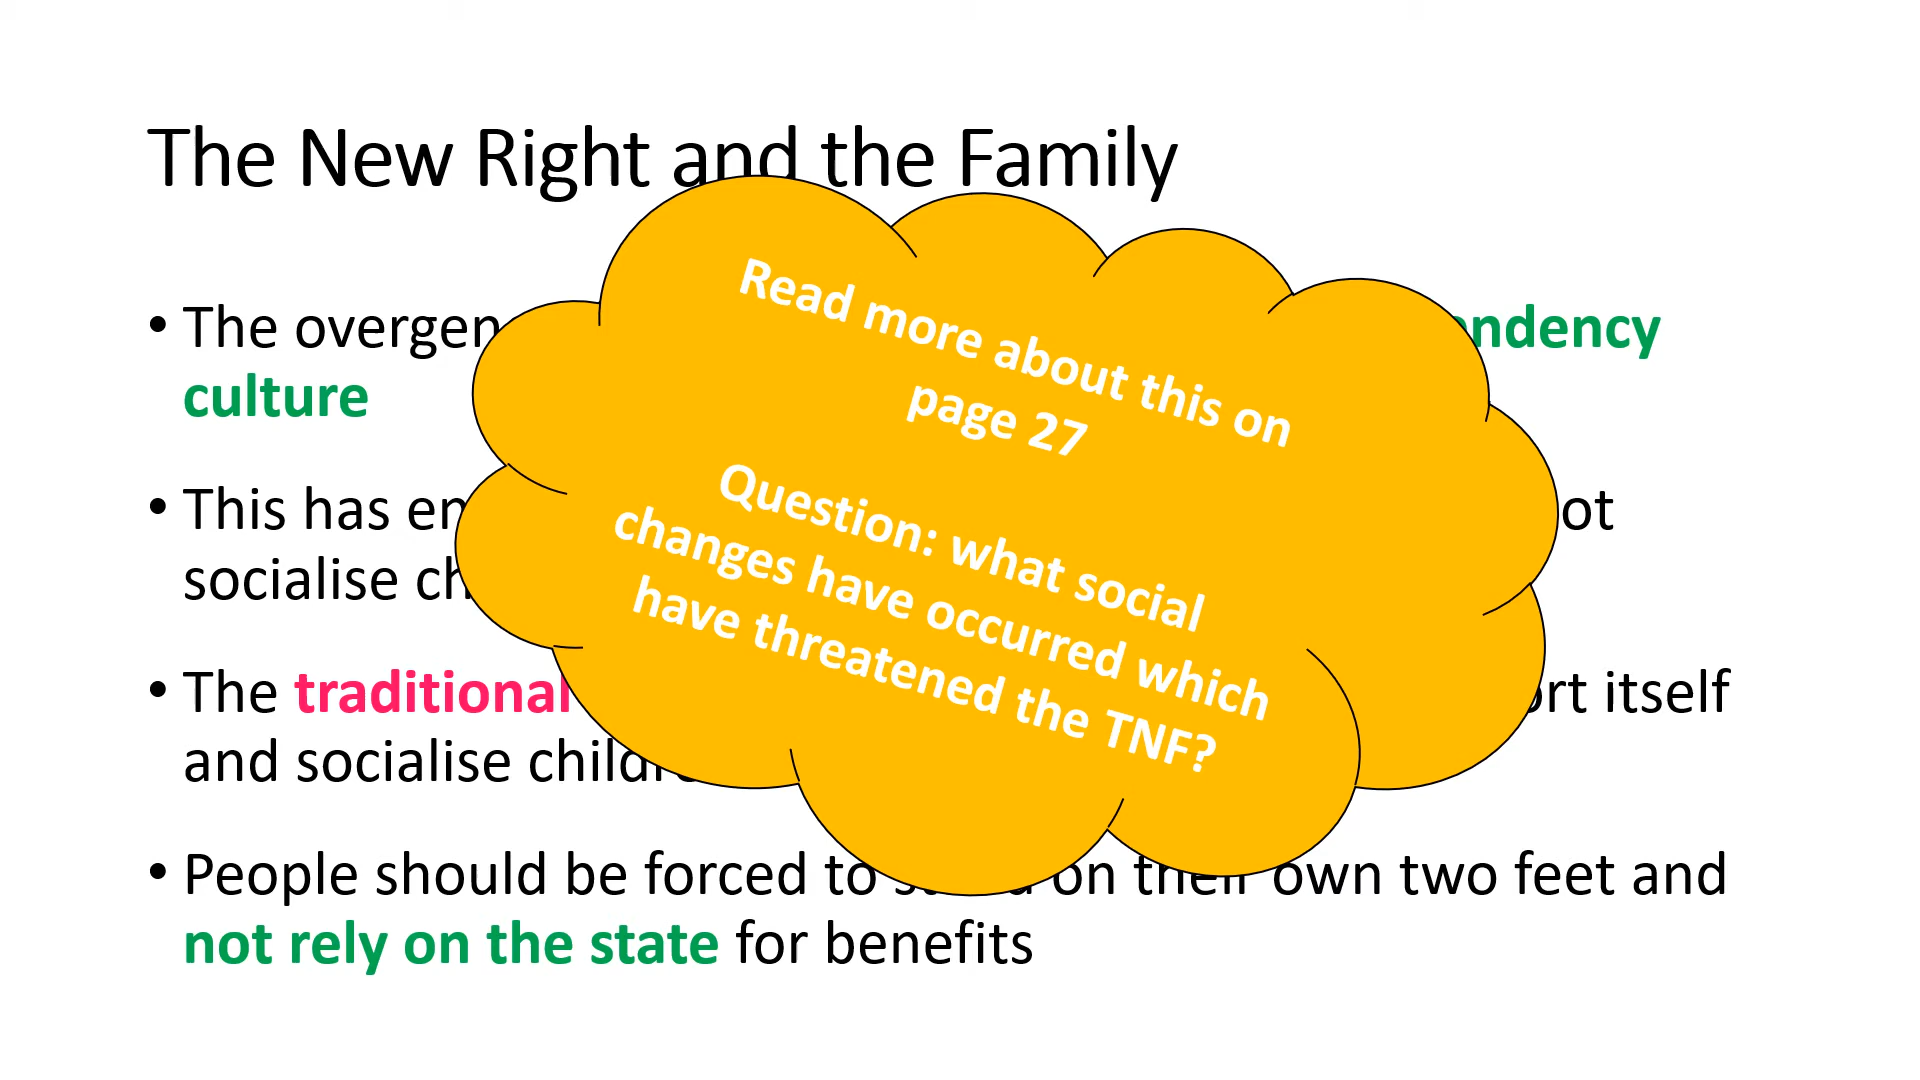 The New Right and the Family
• The overgen
ndency
culture
• This has en
ot
socialise ch
• The traditional
rt itself
and socialise childr
• People should be forced to on their own two feet and
not rely on the state for benefits
Read more about this on
page 27
Question: what social
changes have occurred which
have threatened the TNF?